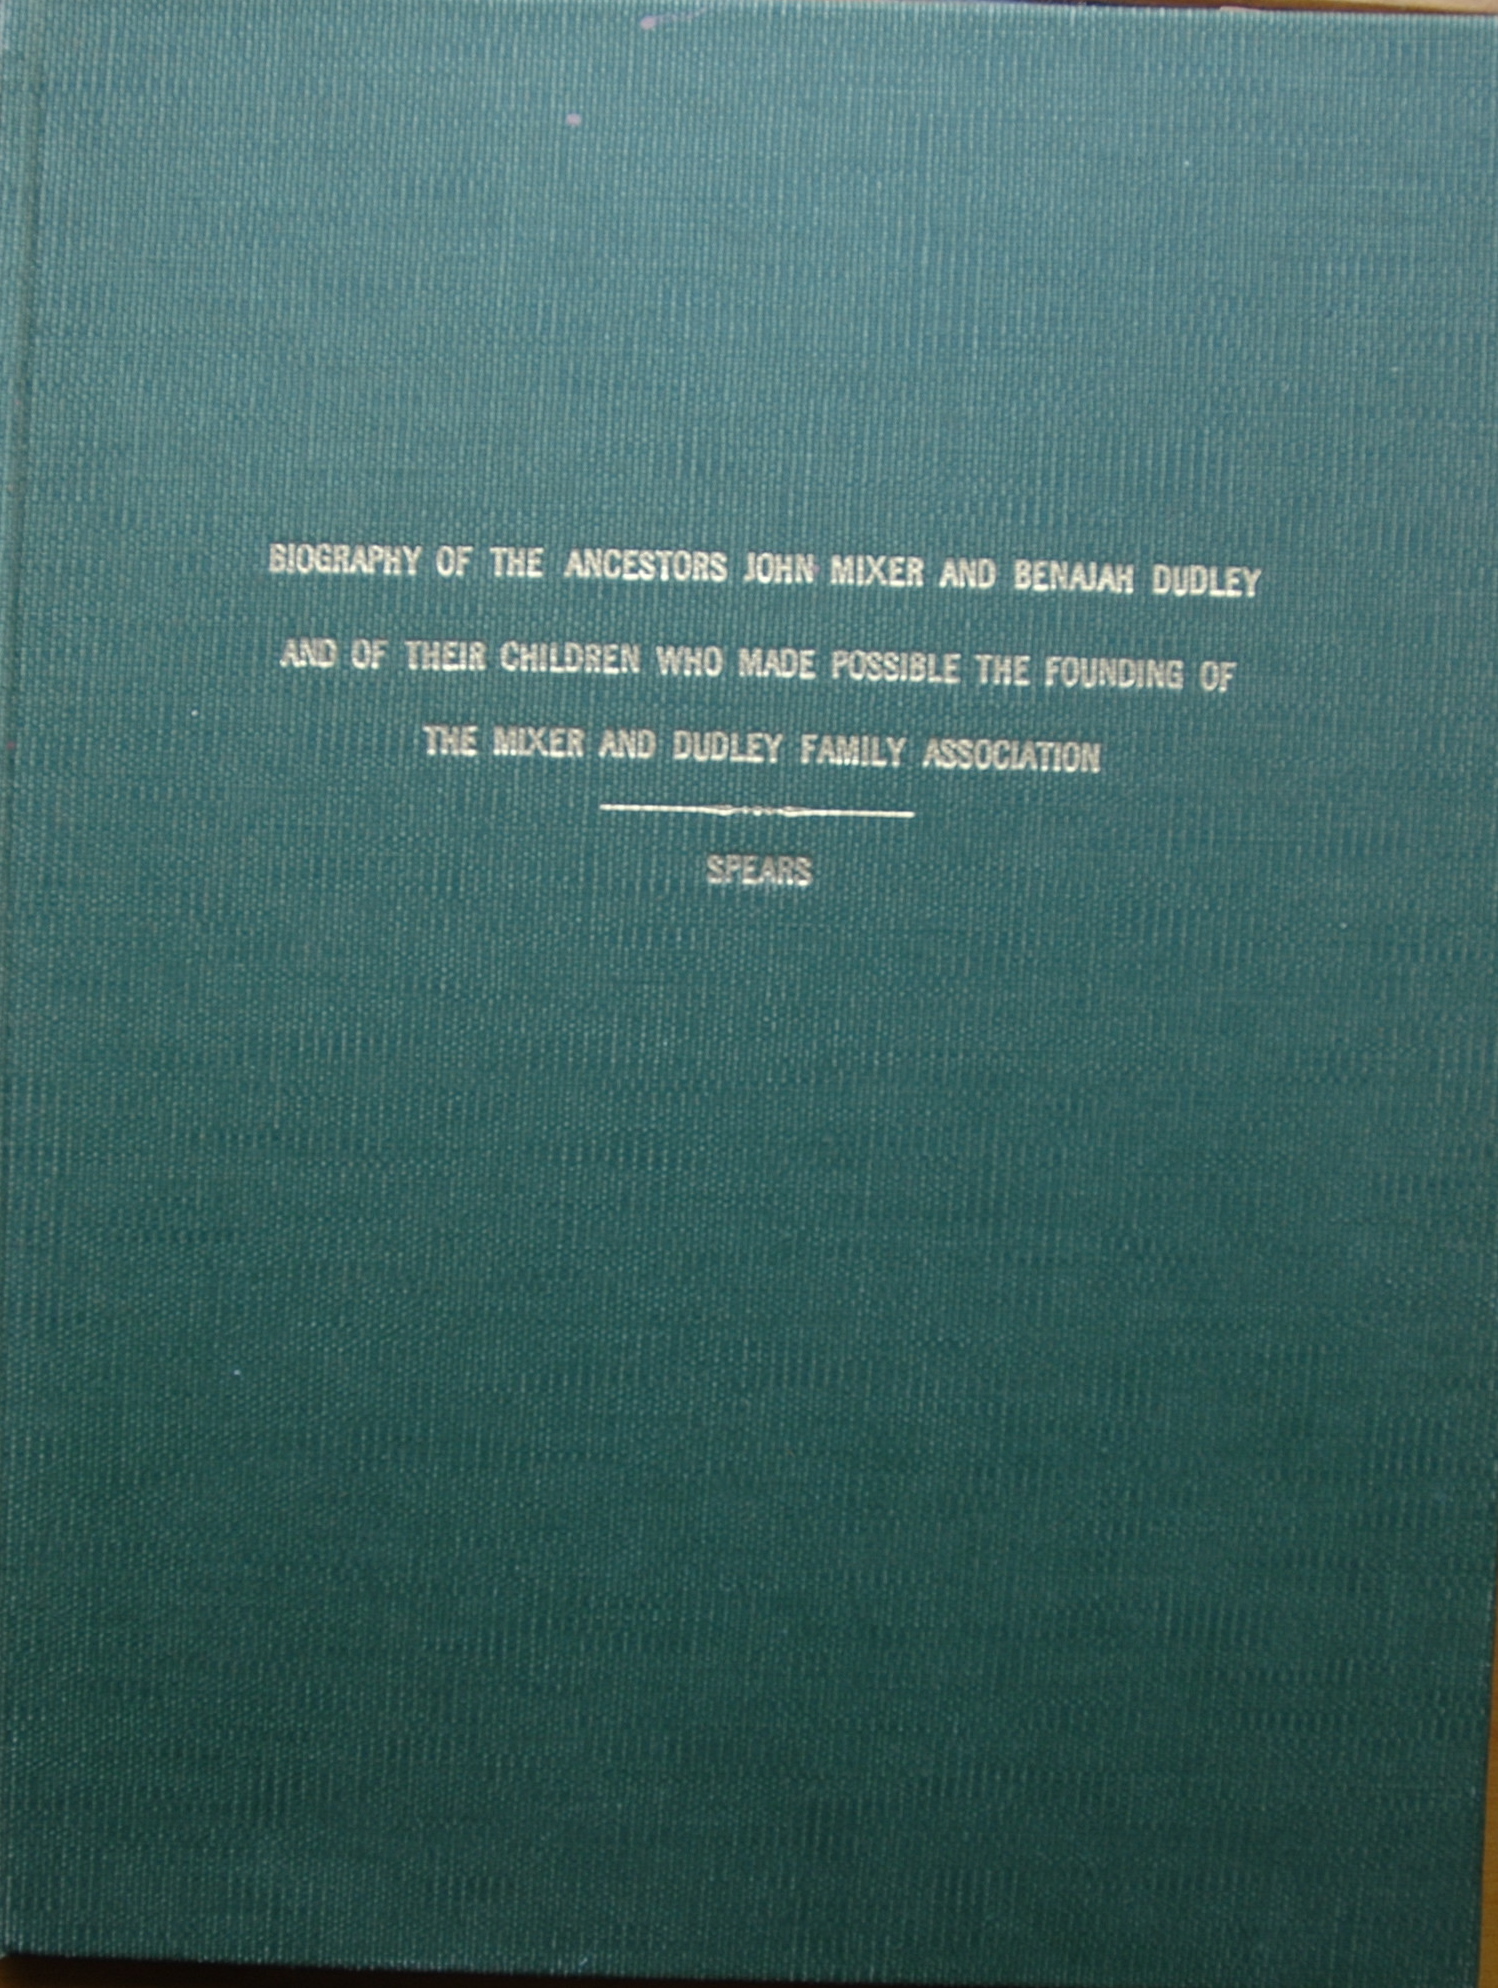 BIOGRAPHY OF THE ANCESTORS JOHN MIXER AND BENAJAH DUDLEY
AND OF THEIR CHILDREN WHO MADE POSSIBLE THE FOUNDING OF
THE MIXER AND DUDLEY FAMILY ASSOCIATION
SPEARS